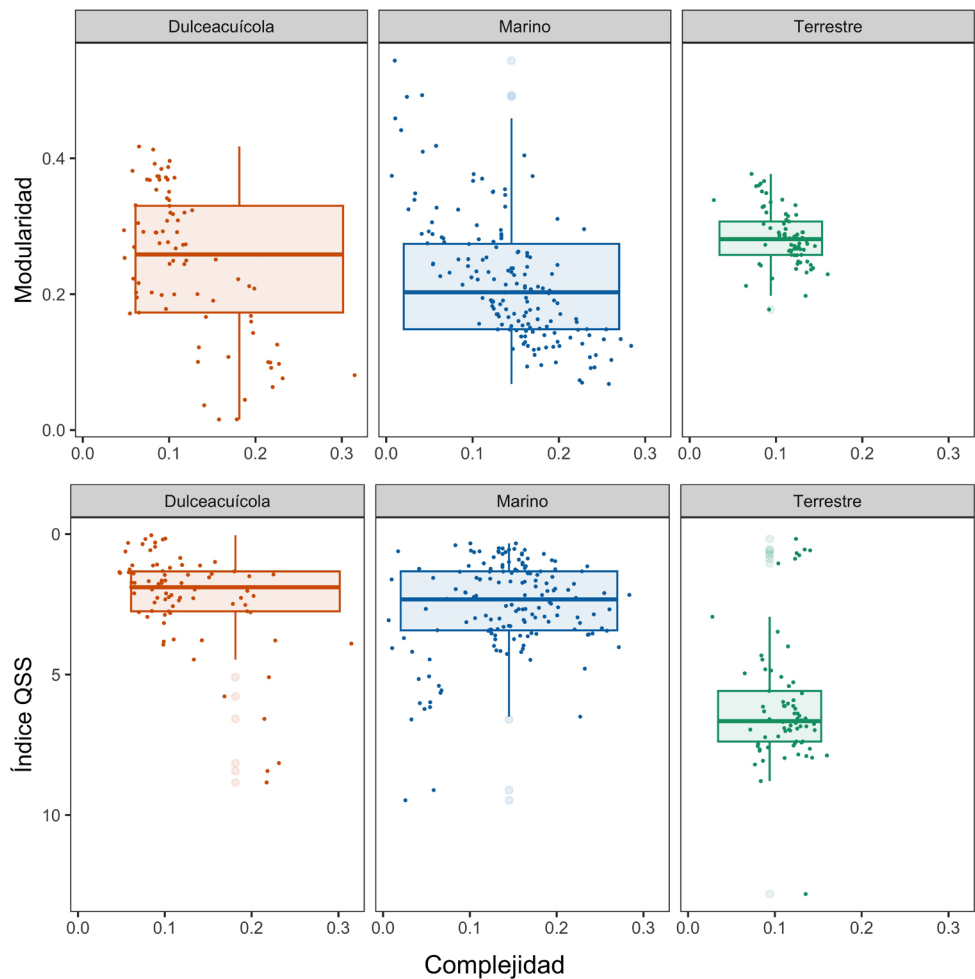 Dulceacuícola Marino Terrestre
Modularidad
0.4
0.2
0.0
0.0 0.1 0.2 0.3 0.0 0.1 0.2 0.3 0.0 0.1 0.2 0.3
Dulceacuícola Marino Terrestre
Índice QSS
0
5
10
0.0 0.1 0.2 0.3 0.0 0.1 0.2 0.3 0.0 0.1 0.2 0.3
Complejidad